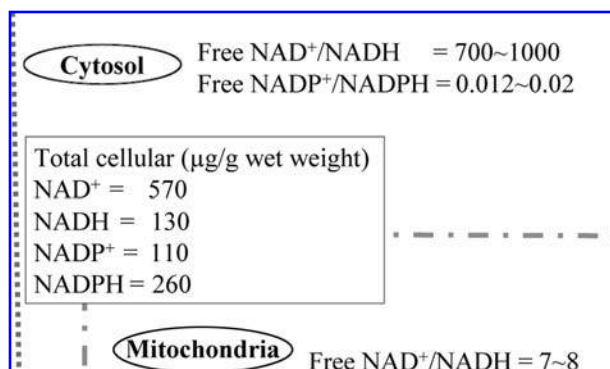 Cytosol
Free NAD⁺/NADH = 700~1000
Free NADP⁺/NADPH = 0.012~0.02
Total cellular (μg/g wet weight)
NAD⁺ = 570
NADH = 130
NADP⁺ = 110
NADPH = 260
Mitochondria
Free NAD⁺/NADH = 7~8